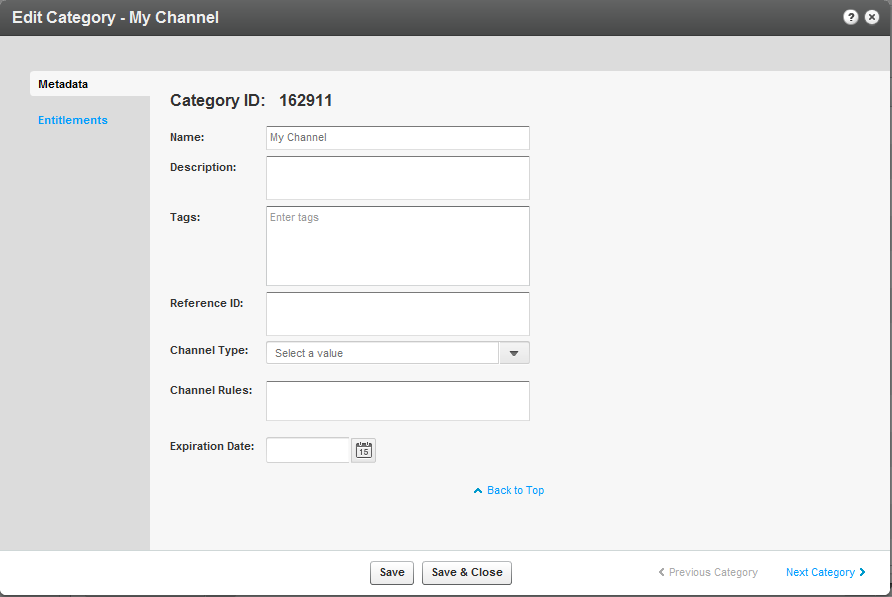 Edit Category - My Channel
?
Metadata
Entitlements
Category ID: 162911
Name: My Channel
Description:
Tags: Enter tags
Reference ID:
Channel Type: Select a value
Channel Rules:
Expiration Date: 15
Back to Top
Save Save & Close Previous Category Next Category